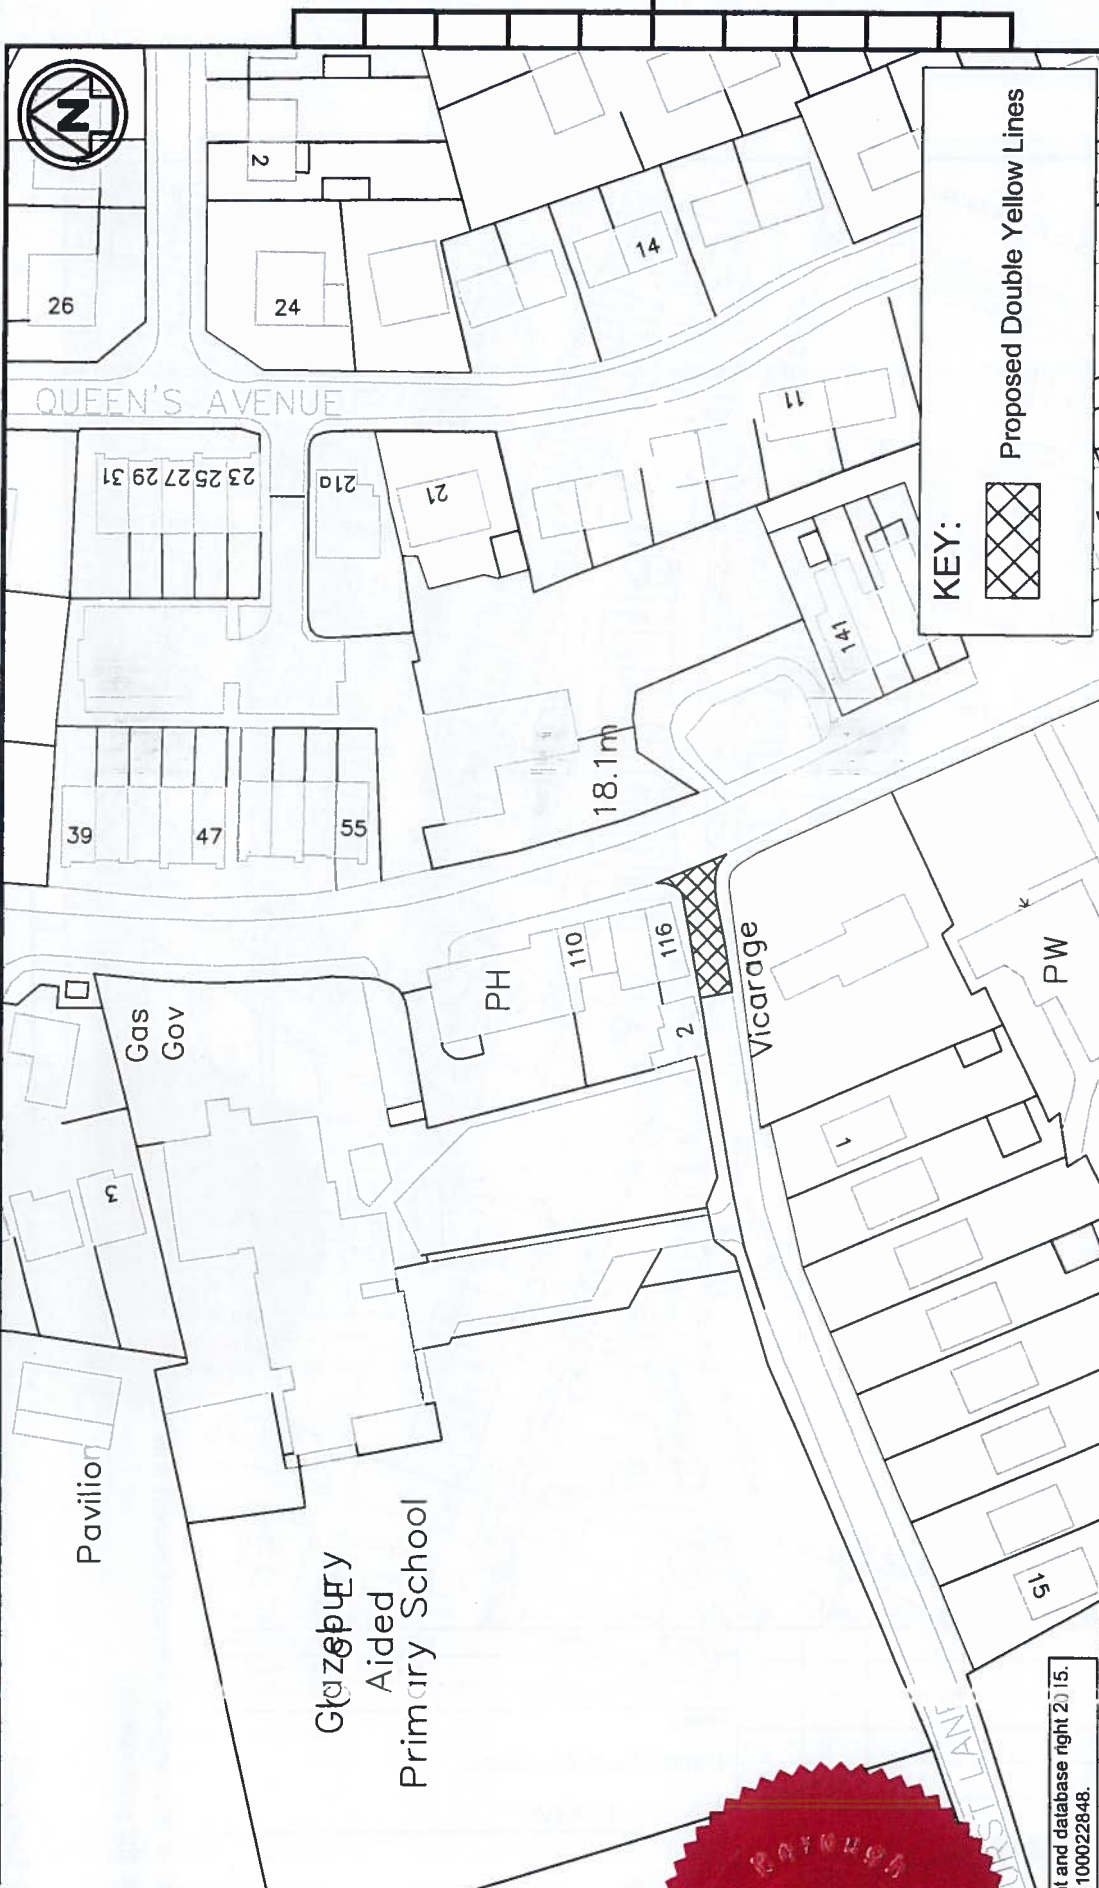 N
26
2
24
14
QUEEN'S AVENUE
31
29
27
25
23
21a
21
11
141
KEY:
Proposed Double Yellow Lines
39
47
55
18.1m
Gas
Gov
PH
110
116
2
Vicarage
PW
3
1
15
Pavilion
Glazebury
Aided
Primary School
LANE
and database right 2015.
100022848.